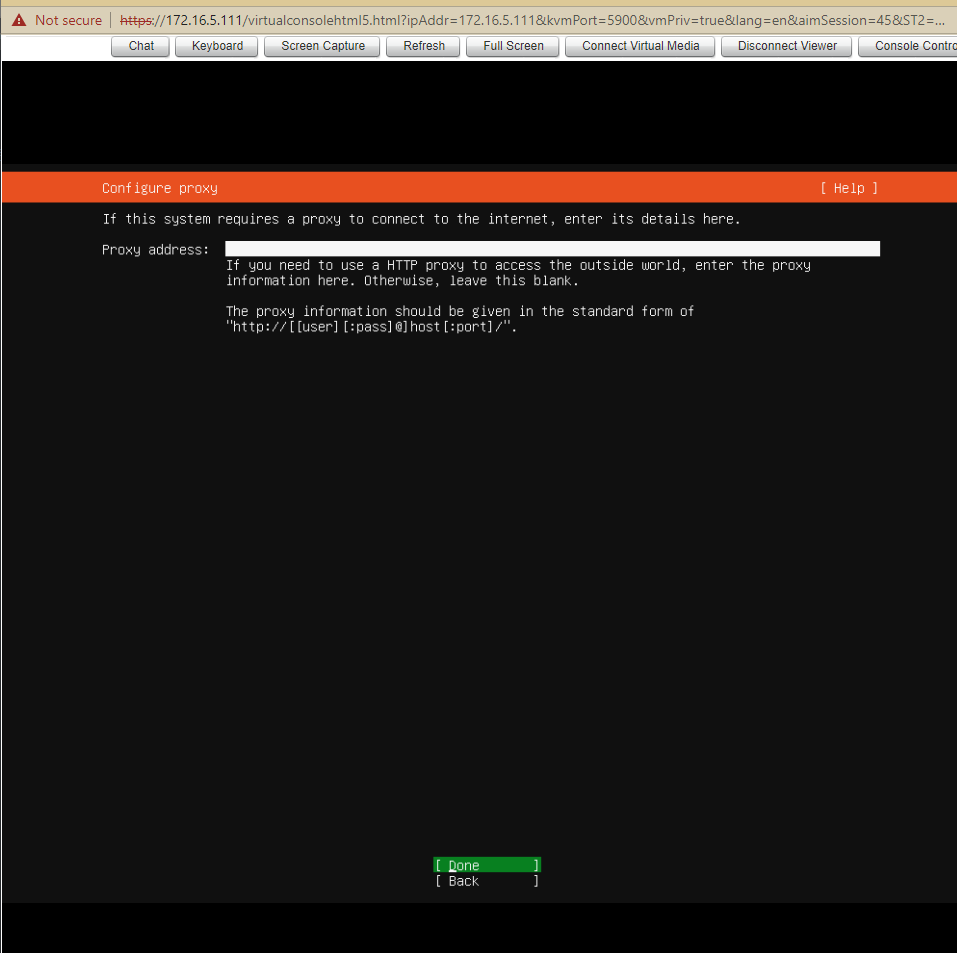 Not secure https://172.16.5.111/virtualconsolehtml5.html?ipAddr=172.16.5.111&kvmPort=5900&vmPriv=true&lang=en&aimSession=45&ST2=...
Chat Keyboard Screen Capture Refresh Full Screen Connect Virtual Media Disconnect Viewer Console Contro
Configure proxy [ Help ]
If this system requires a proxy to connect to the internet, enter its details here.
Proxy address:
If you need to use a HTTP proxy to access the outside world, enter the proxy
information here. Otherwise, leave this blank.
The proxy information should be given in the standard form of
"http://[[user][:pass]@]host[:port]/".
[ Done ]
[ Back ]